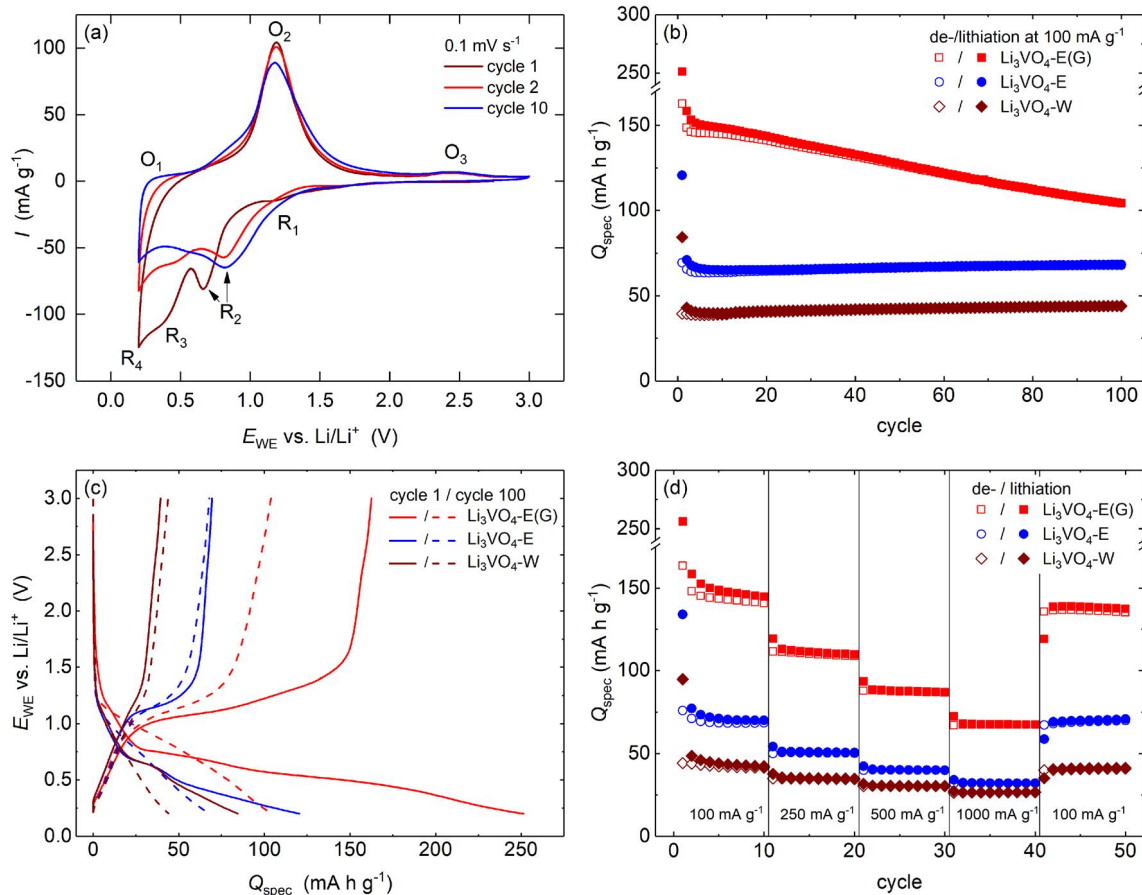 (a)
0.1 mV s⁻¹
cycle 1
cycle 2
cycle 10
O₁
O₂
O₃
R₁
R₂
R₃
R₄
100
50
0
-50
-100
-150
I (mA g⁻¹)
0.0 0.5 1.0 1.5 2.0 2.5 3.0
E_WE vs. Li/Li⁺ (V)
(b)
de-/lithiation at 100 mA g⁻¹
/ Li₃VO₄-E(G)
/ Li₃VO₄-E
/ Li₃VO₄-W
300
250
150
100
50
0
Q_spec (mA h g⁻¹)
0 20 40 60 80 100
cycle
(c)
cycle 1 / cycle 100
/ Li₃VO₄-E(G)
/ Li₃VO₄-E
/ Li₃VO₄-W
3.0
2.5
2.0
1.5
1.0
0.5
0.0
E_WE vs. Li/Li⁺ (V)
0 50 100 150 200 250
Q_spec (mA h g⁻¹)
(d)
de- / lithiation
/ Li₃VO₄-E(G)
/ Li₃VO₄-E
/ Li₃VO₄-W
300
250
150
100
50
0
Q_spec (mA h g⁻¹)
100 mA g⁻¹ 250 mA g⁻¹ 500 mA g⁻¹ 1000 mA g⁻¹ 100 mA g⁻¹
0 10 20 30 40 50
cycle